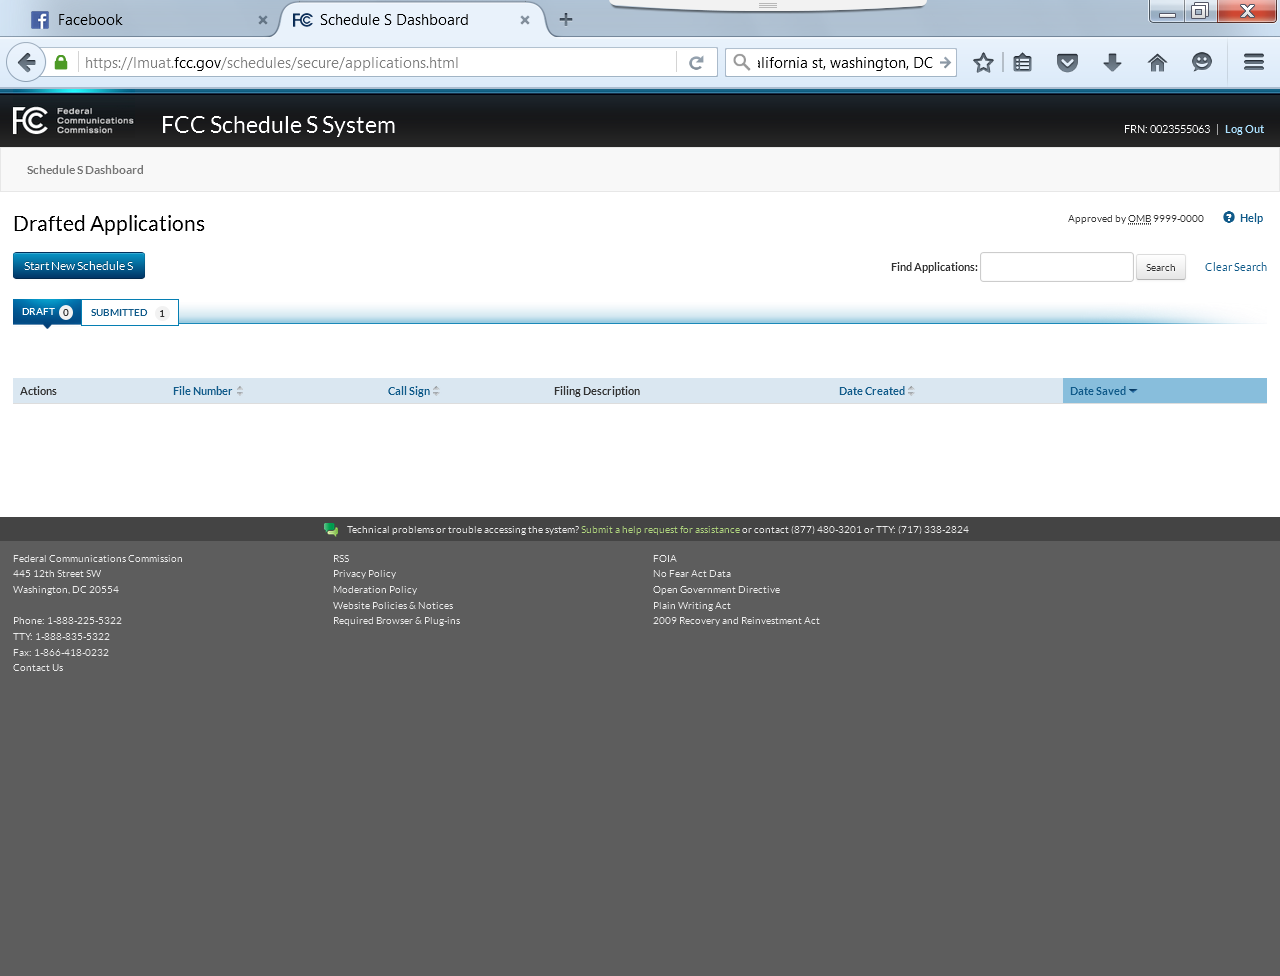 Facebook
Schedule S Dashboard
https://lmuat.fcc.gov/schedules/secure/applications.html
alifornia st, washington, DC
FCC Federal Communications Commission
FCC Schedule S System
FRN: 0023555063 | Log Out
Schedule S Dashboard
Drafted Applications
Approved by OMB 9999-0000
Help
Start New Schedule S
Find Applications:
Search
Clear Search
DRAFT 0
SUBMITTED 1
Actions
File Number
Call Sign
Filing Description
Date Created
Date Saved
Technical problems or trouble accessing the system? Submit a help request for assistance or contact (877) 480-3201 or TTY: (717) 338-2824
Federal Communications Commission
445 12th Street SW
Washington, DC 20554
Phone: 1-888-225-5322
TTY: 1-888-835-5322
Fax: 1-866-418-0232
Contact Us
RSS
Privacy Policy
Moderation Policy
Website Policies & Notices
Required Browser & Plug-ins
FOIA
No Fear Act Data
Open Government Directive
Plain Writing Act
2009 Recovery and Reinvestment Act